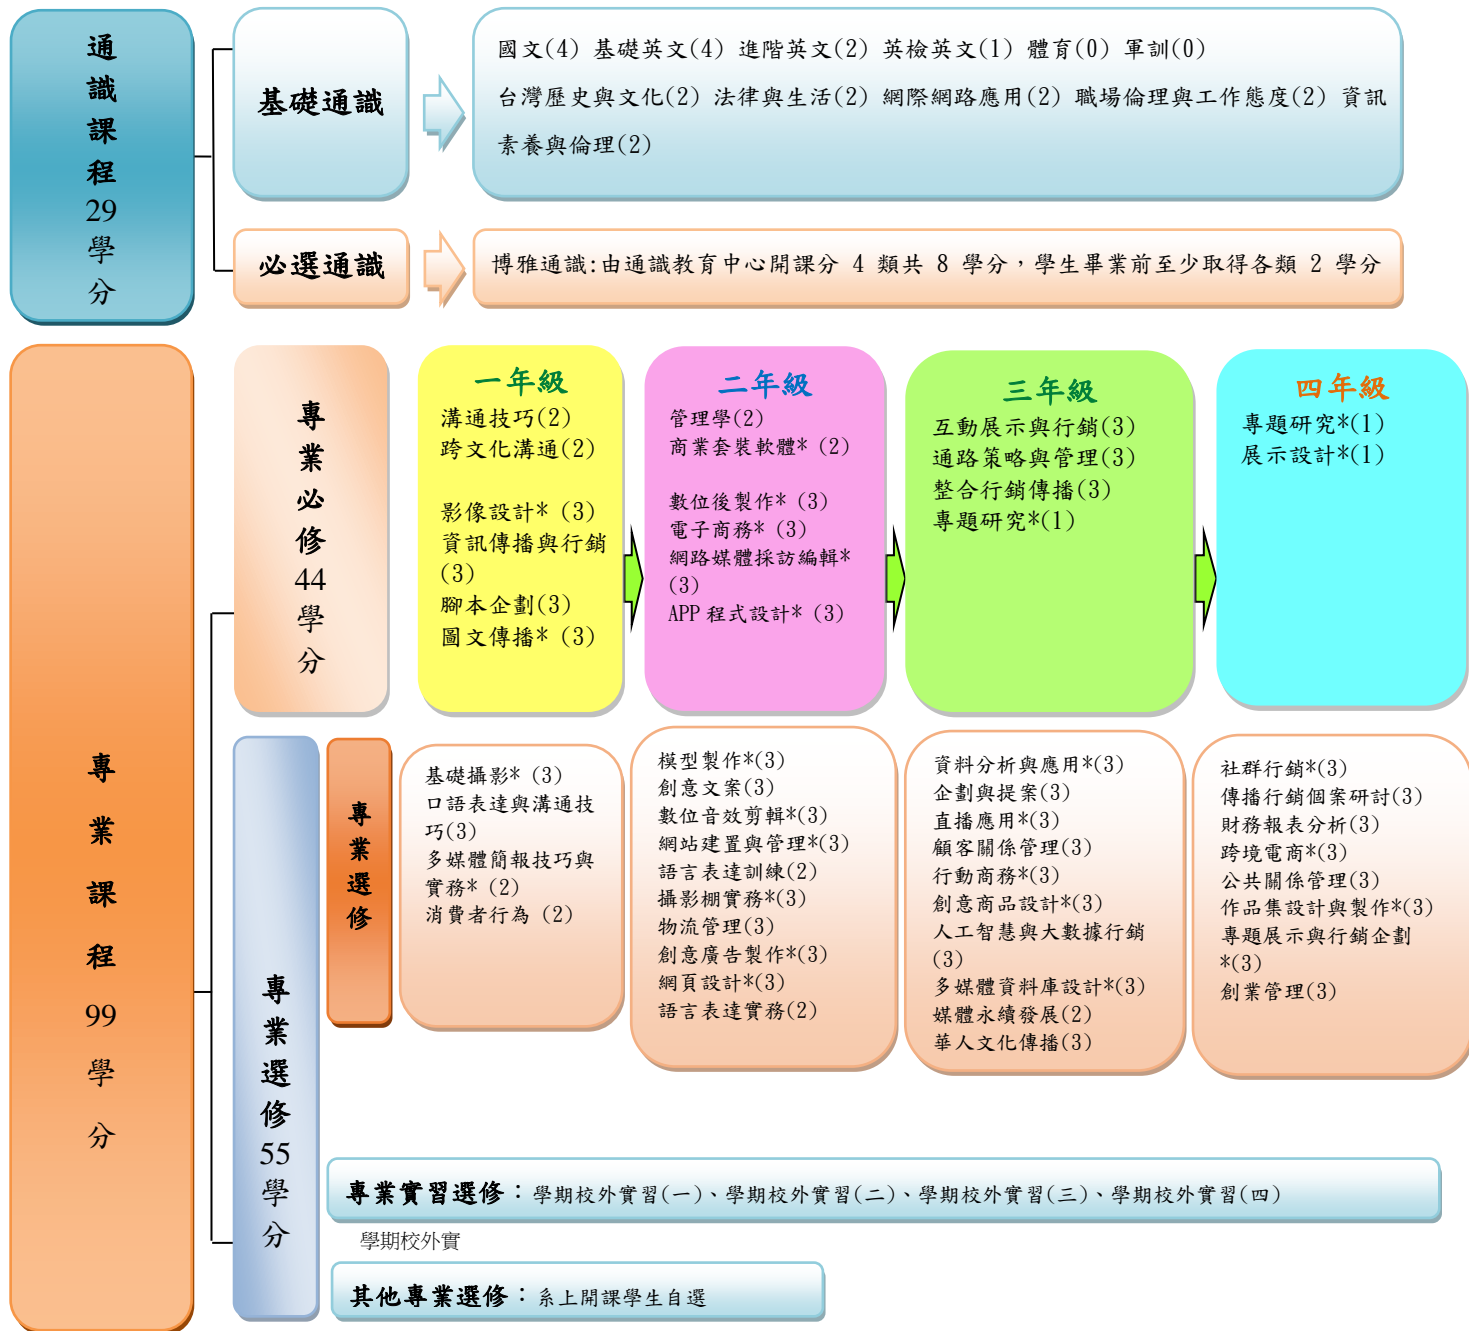 通識課程29學分
基礎通識
國文(4) 基礎英文(4) 進階英文(2) 英檢英文(1) 體育(0) 軍訓(0)
台灣歷史與文化(2) 法律與生活(2) 網際網路應用(2) 職場倫理與工作態度(2) 資訊
素養與倫理(2)
必選通識
博雅通識:由通識教育中心開課分 4 類共 8 學分，學生畢業前至少取得各類 2 學分
專業課程99學分
專業必修44學分
一年級
溝通技巧(2)
跨文化溝通(2)
影像設計* (3)
資訊傳播與行銷
(3)
腳本企劃(3)
圖文傳播* (3)
二年級
管理學(2)
商業套裝軟體* (2)
數位後製作* (3)
電子商務* (3)
網路媒體採訪編輯*
(3)
APP 程式設計* (3)
三年級
互動展示與行銷(3)
通路策略與管理(3)
整合行銷傳播(3)
專題研究*(1)
四年級
專題研究*(1)
展示設計*(1)
專業選修55學分
專業選修
基礎攝影* (3)
口語表達與溝通技
巧(3)
多媒體簡報技巧與
實務* (2)
消費者行為 (2)
模型製作*(3)
創意文案(3)
數位音效剪輯*(3)
網站建置與管理*(3)
語言表達訓練(2)
攝影棚實務*(3)
物流管理(3)
創意廣告製作*(3)
網頁設計*(3)
語言表達實務(2)
資料分析與應用*(3)
企劃與提案(3)
直播應用*(3)
顧客關係管理(3)
行動商務*(3)
創意商品設計*(3)
人工智慧與大數據行銷
(3)
多媒體資料庫設計*(3)
媒體永續發展(2)
華人文化傳播(3)
社群行銷*(3)
傳播行銷個案研討(3)
財務報表分析(3)
跨境電商*(3)
公共關係管理(3)
作品集設計與製作*(3)
專題展示與行銷企劃
*(3)
創業管理(3)
專業實習選修：學期校外實習(一)、學期校外實習(二)、學期校外實習(三)、學期校外實習(四)
學期校外實
其他專業選修：系上開課學生自選